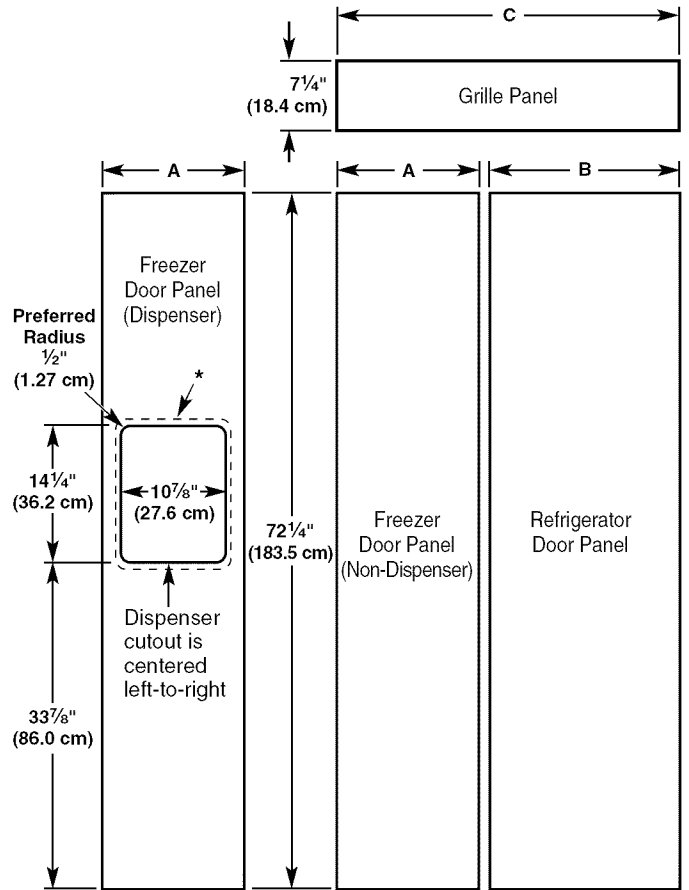 C
7¼"
(18.4 cm)
Grille Panel
A
A
B
Freezer
Door Panel
(Dispenser)
Preferred
Radius
½"
(1.27 cm)
*
14¼"
(36.2 cm)
10⅞"
(27.6 cm)
72¼"
(183.5 cm)
Freezer
Door Panel
(Non-Dispenser)
Refrigerator
Door Panel
Dispenser
cutout is
centered
left-to-right
33⅞"
(86.0 cm)